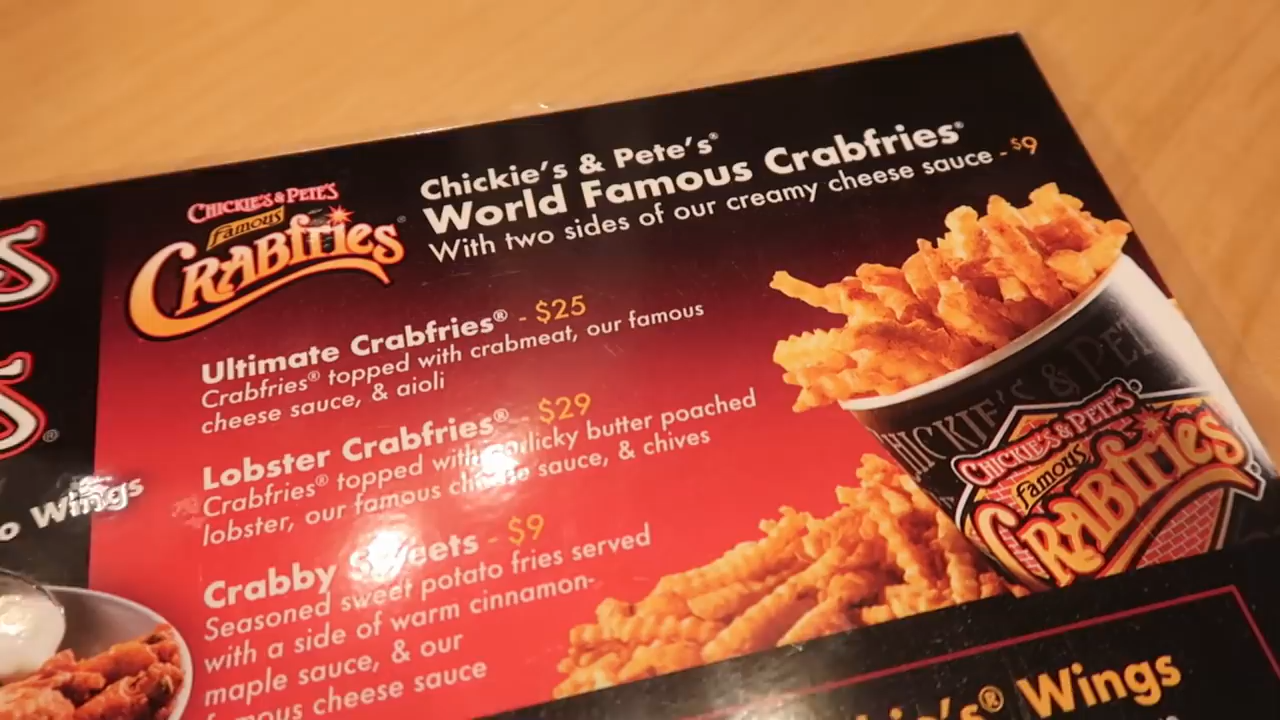 CHICKIE'S & PETE'S
Famous
CRABfries®
Chickie's & Pete's®
World Famous Crabfries®
With two sides of our creamy cheese sauce - $9
Ultimate Crabfries® - $25
Crabfries® topped with crabmeat, our famous
cheese sauce, & aioli
Lobster Crabfries® - $29
Crabfries® topped with garlicky butter poached
lobster, our famous cheese sauce, & chives
Crabby Sweets - $9
Seasoned sweet potato fries served
with a side of warm cinnamon-
maple sauce, & our
famous cheese sauce
Wings
CHICKIE'S & PETE'S
Famous
CRABfries
Wings